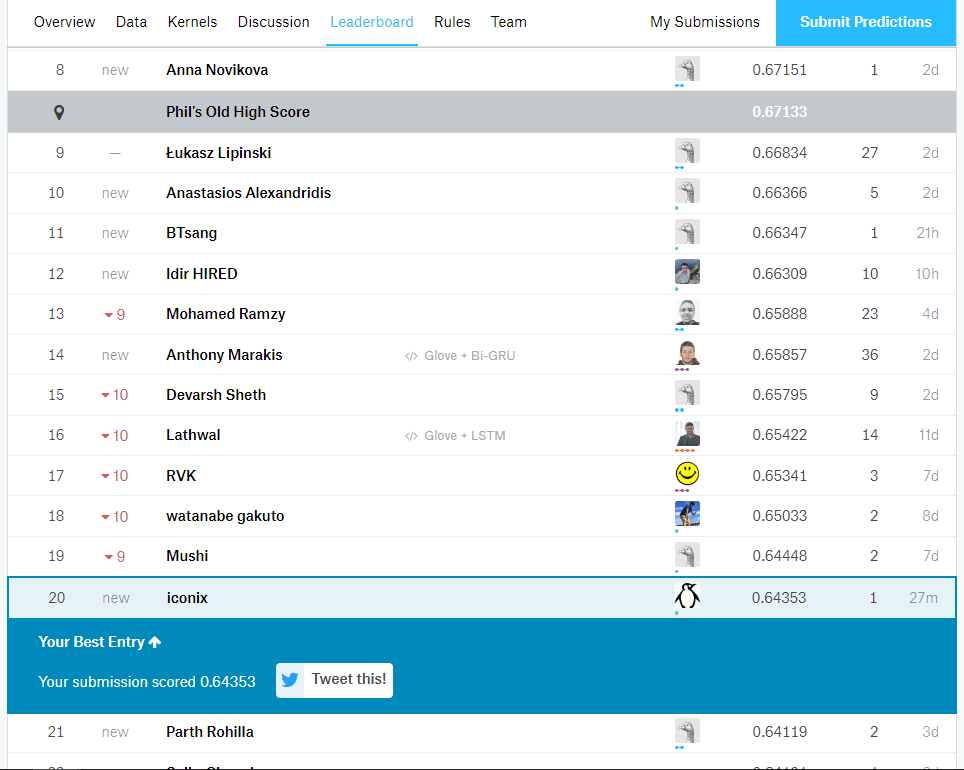 Overview Data Kernels Discussion Leaderboard Rules Team My Submissions Submit Predictions
8 new Anna Novikova 0.67151 1 2d
Phil's Old High Score 0.67133
9 — Łukasz Lipinski 0.66834 27 2d
10 new Anastasios Alexandridis 0.66366 5 2d
11 new BTsang 0.66347 1 21h
12 new Idir HIRED 0.66309 10 10h
13 9 Mohamed Ramzy 0.65888 23 4d
14 new Anthony Marakis </> Glove + Bi-GRU 0.65857 36 2d
15 10 Devarsh Sheth 0.65795 9 2d
16 10 Lathwal </> Glove + LSTM 0.65422 14 11d
17 10 RVK 0.65341 3 7d
18 10 watanabe gakuto 0.65033 2 8d
19 9 Mushi 0.64448 2 7d
20 new iconix 0.64353 1 27m
Your Best Entry
Your submission scored 0.64353 Tweet this!
21 new Parth Rohilla 0.64119 2 3d